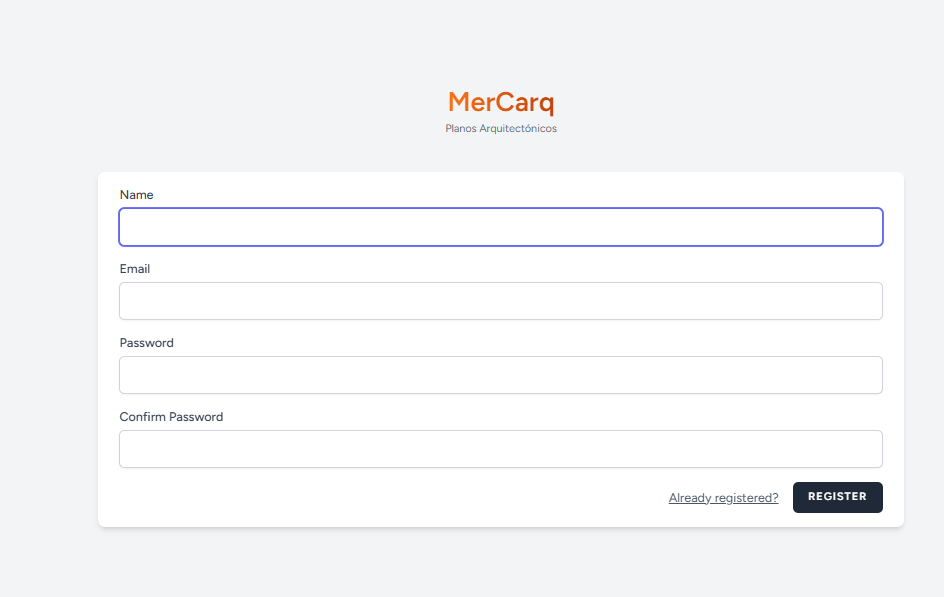 MerCarq
Planos Arquitectónicos
Name
Email
Password
Confirm Password
Already registered? REGISTER